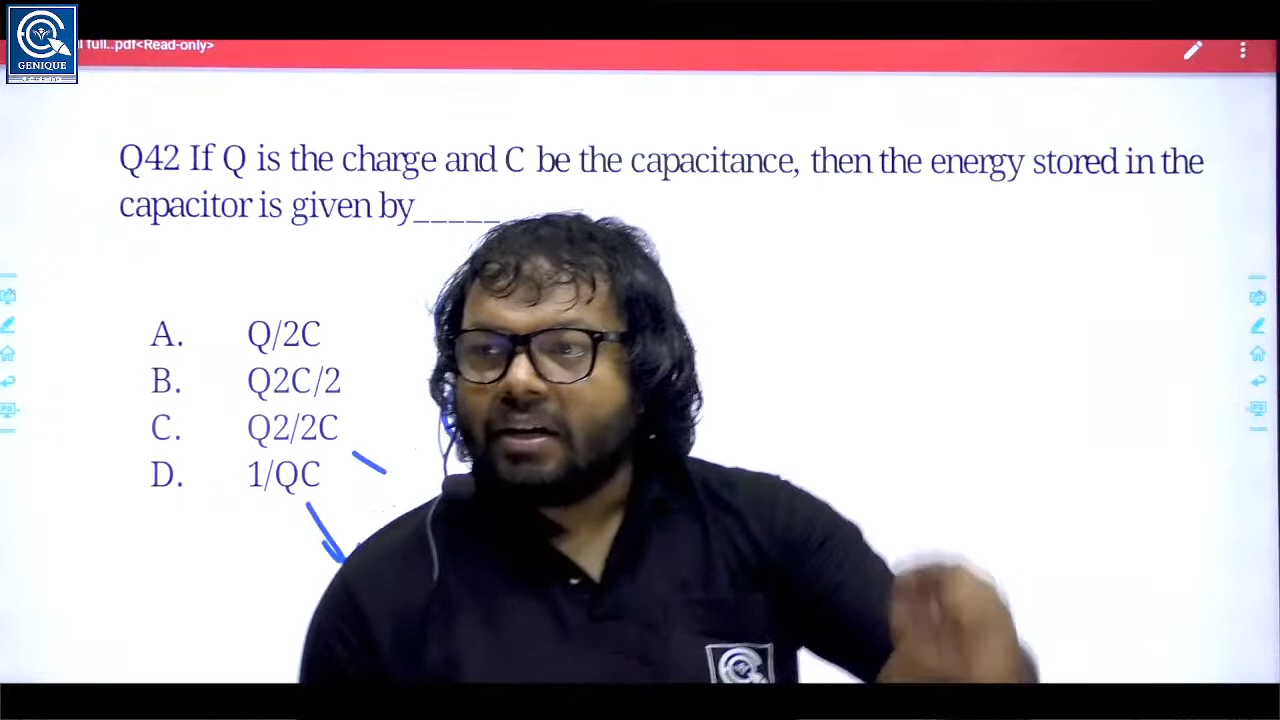 GENIQUE
l full..pdf<Read-only>
Q42 If Q is the charge and C be the capacitance, then the energy stored in the
capacitor is given by_____
A. Q/2C
B. Q2C/2
C. Q2/2C
D. 1/QC